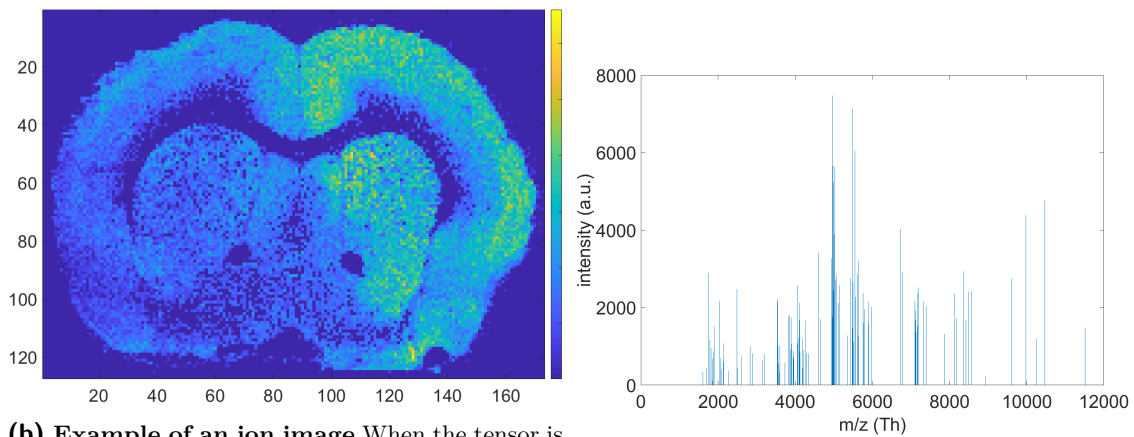 20
40
60
80
100
120
20 40 60 80 100 120 140 160
(b) Example of an ion image When the tensor is
8000
6000
4000
2000
0
intensity (a.u.)
0 2000 4000 6000 8000 10000 12000
m/z (Th)